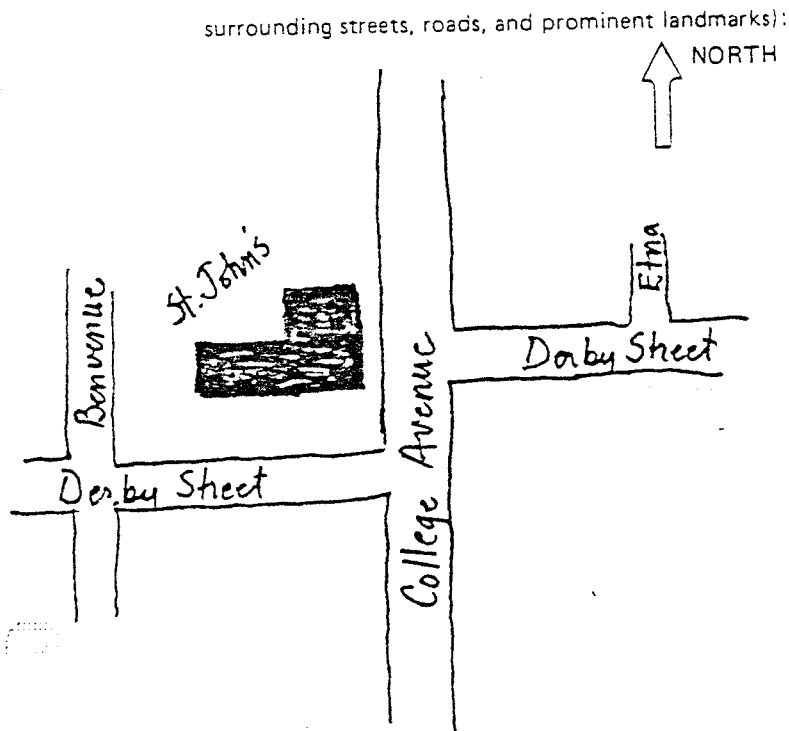 surrounding streets, roads, and prominent landmarks):
NORTH
St. John's
Etna
Benvenue
Derby Street
College Avenue
Derby Street